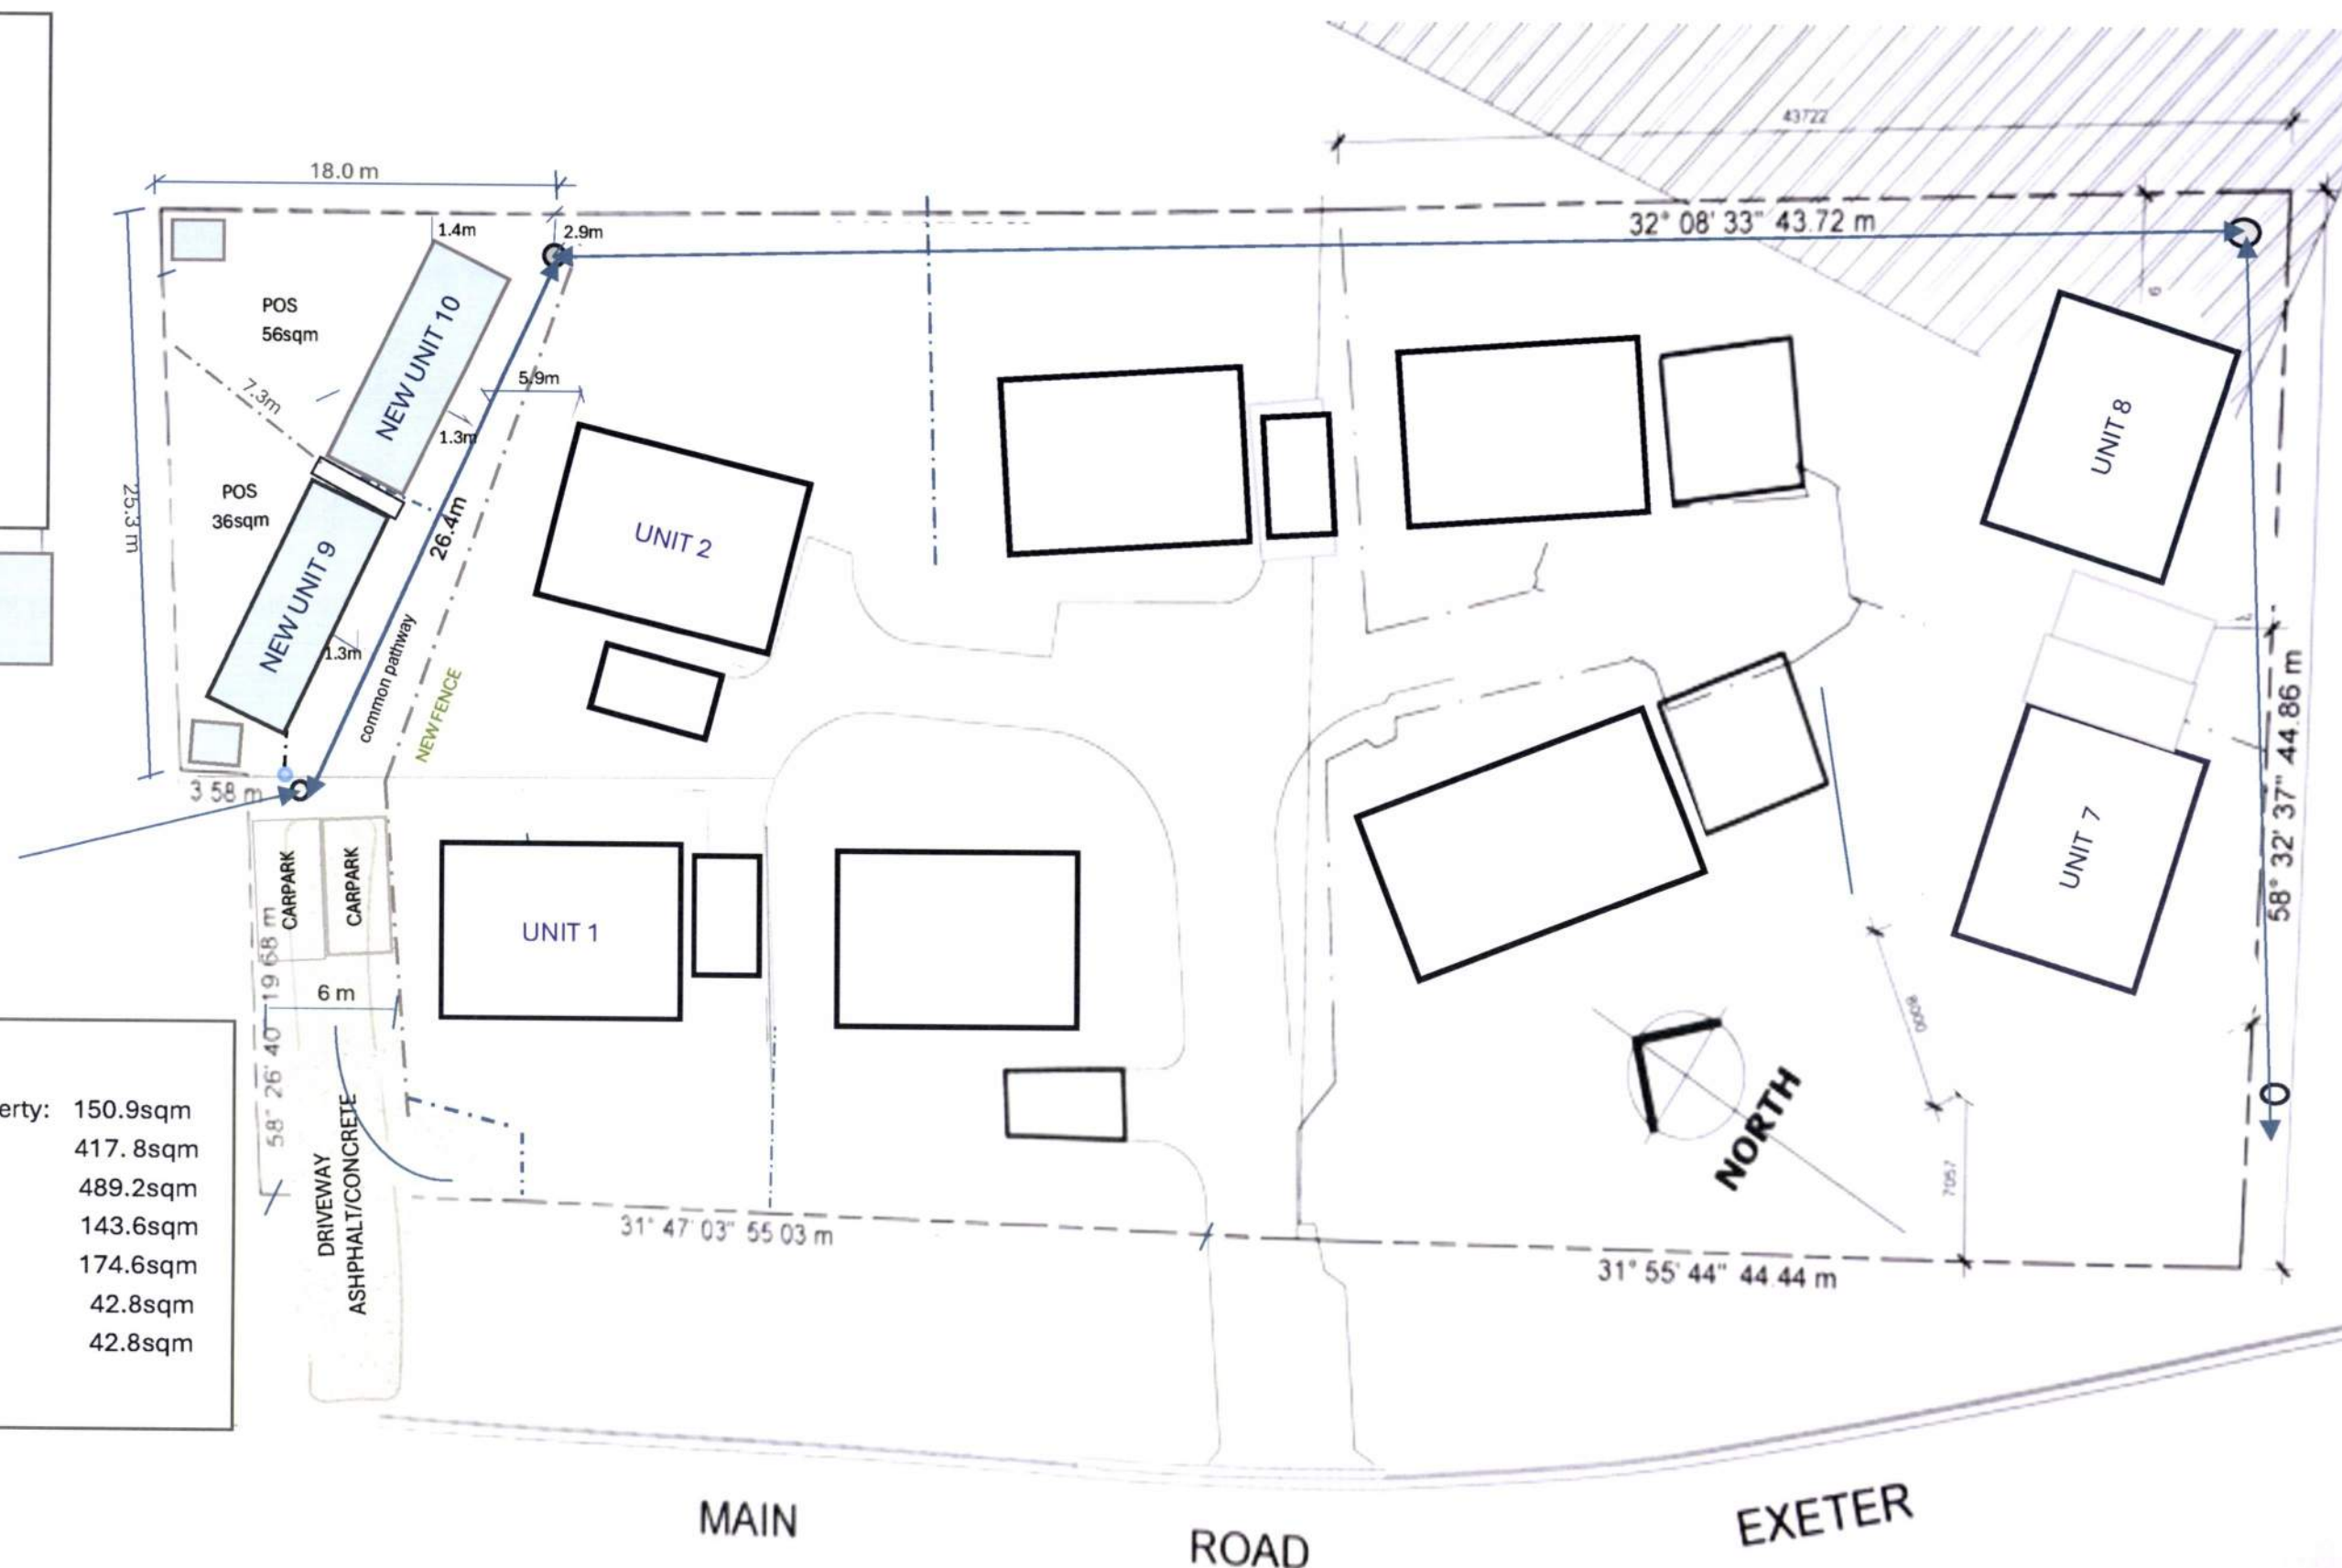 43722
18.0 m
1.4m
2.9m
32° 08' 33" 43.72 m
POS
56sqm
NEW UNIT 10
5.9m
7.3m
1.3m
UNIT 8
25.3 m
POS
36sqm
26.4m
UNIT 2
NEW UNIT 9
1.3m
common pathway
NEW FENCE
58° 32' 37" 44.86 m
3 58 m
CARPARK
CARPARK
UNIT 1
UNIT 7
58° 26' 40" 19 68 m
6 m
8000
NORTH
7057
erty: 150.9sqm
417. 8sqm
489.2sqm
143.6sqm
174.6sqm
42.8sqm
42.8sqm
DRIVEWAY
ASHPHALT/CONCRETE
31° 47' 03" 55 03 m
31° 55' 44" 44.44 m
MAIN
ROAD
EXETER